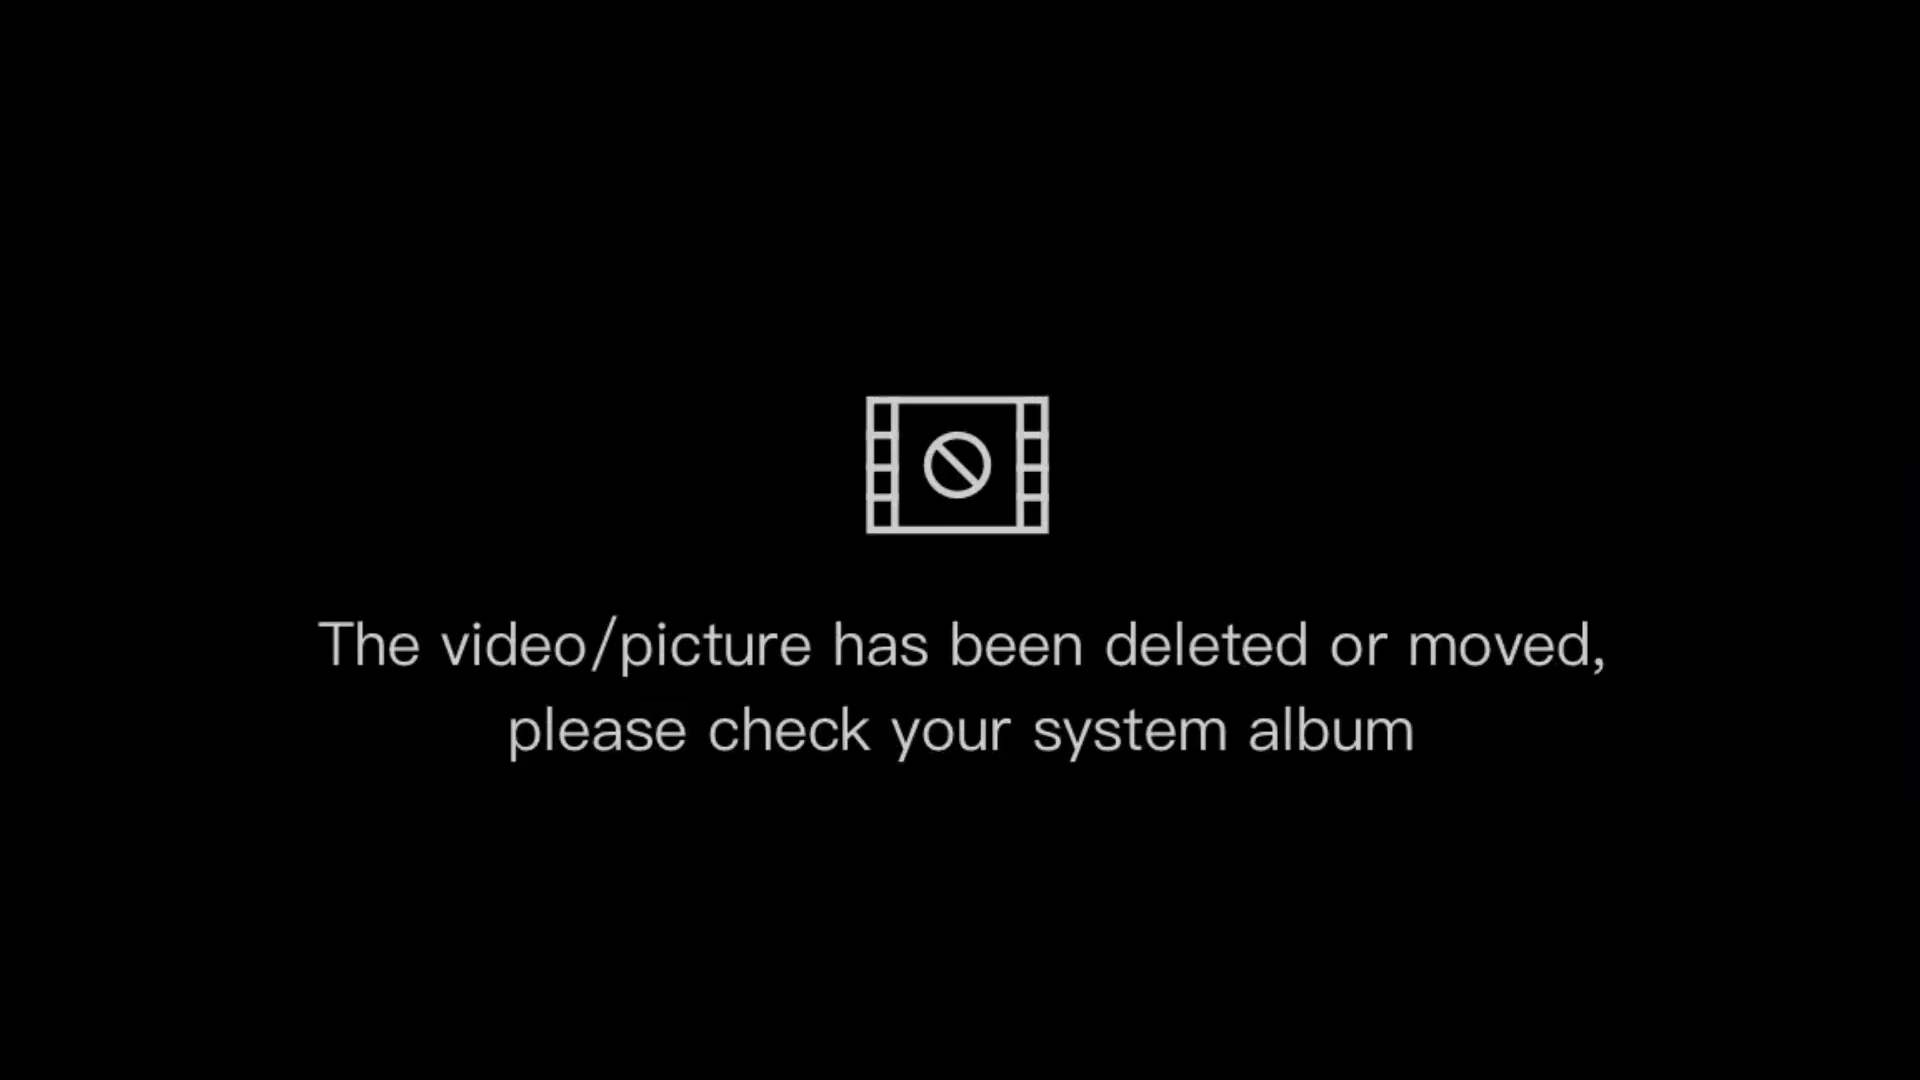 The video/picture has been deleted or moved,
please check your system album